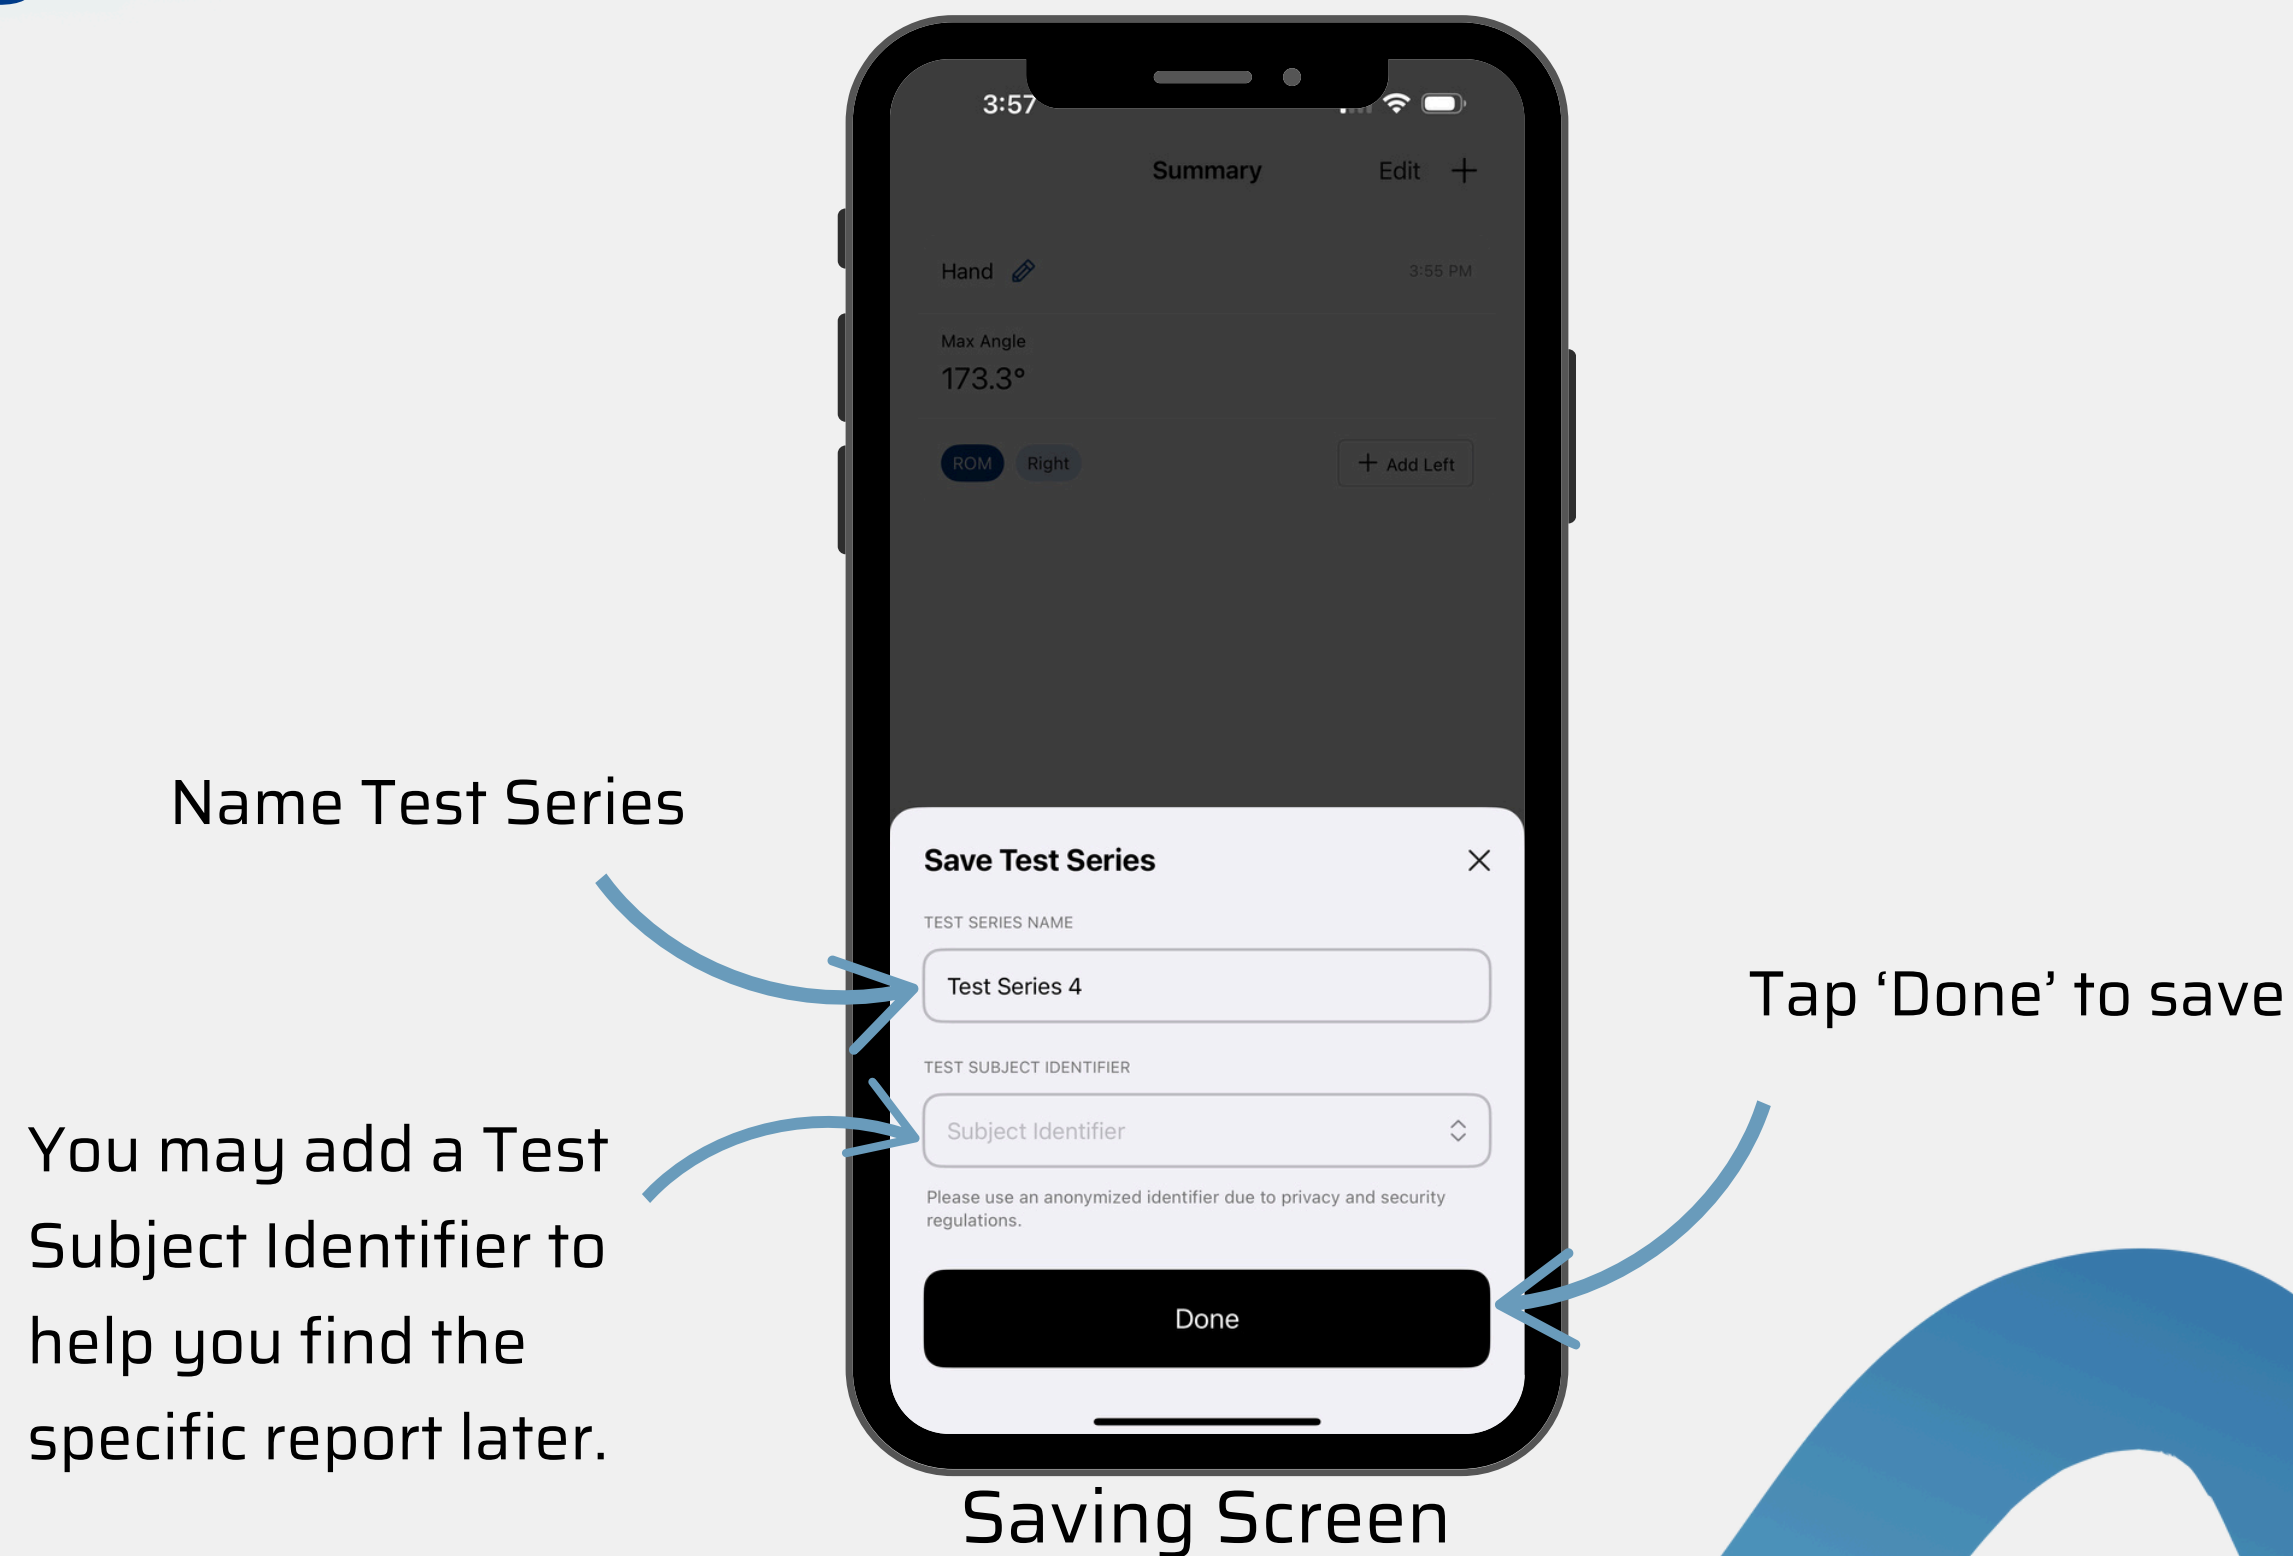 3:57
Summary
Edit
Hand
3:55 PM
Max Angle
173.3°
ROM
Right
+ Add Left
Name Test Series
Save Test Series
TEST SERIES NAME
Test Series 4
Tap ‘Done’ to save
TEST SUBJECT IDENTIFIER
Subject Identifier
You may add a Test
Subject Identifier to
help you find the
specific report later.
Please use an anonymized identifier due to privacy and security
regulations.
Done
Saving Screen